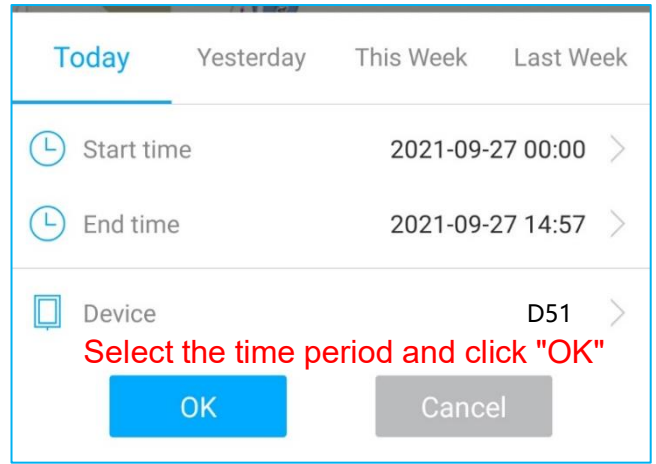 Today Yesterday This Week Last Week
Start time 2021-09-27 00:00
End time 2021-09-27 14:57
Device D51
Select the time period and click "OK"
OK Cancel